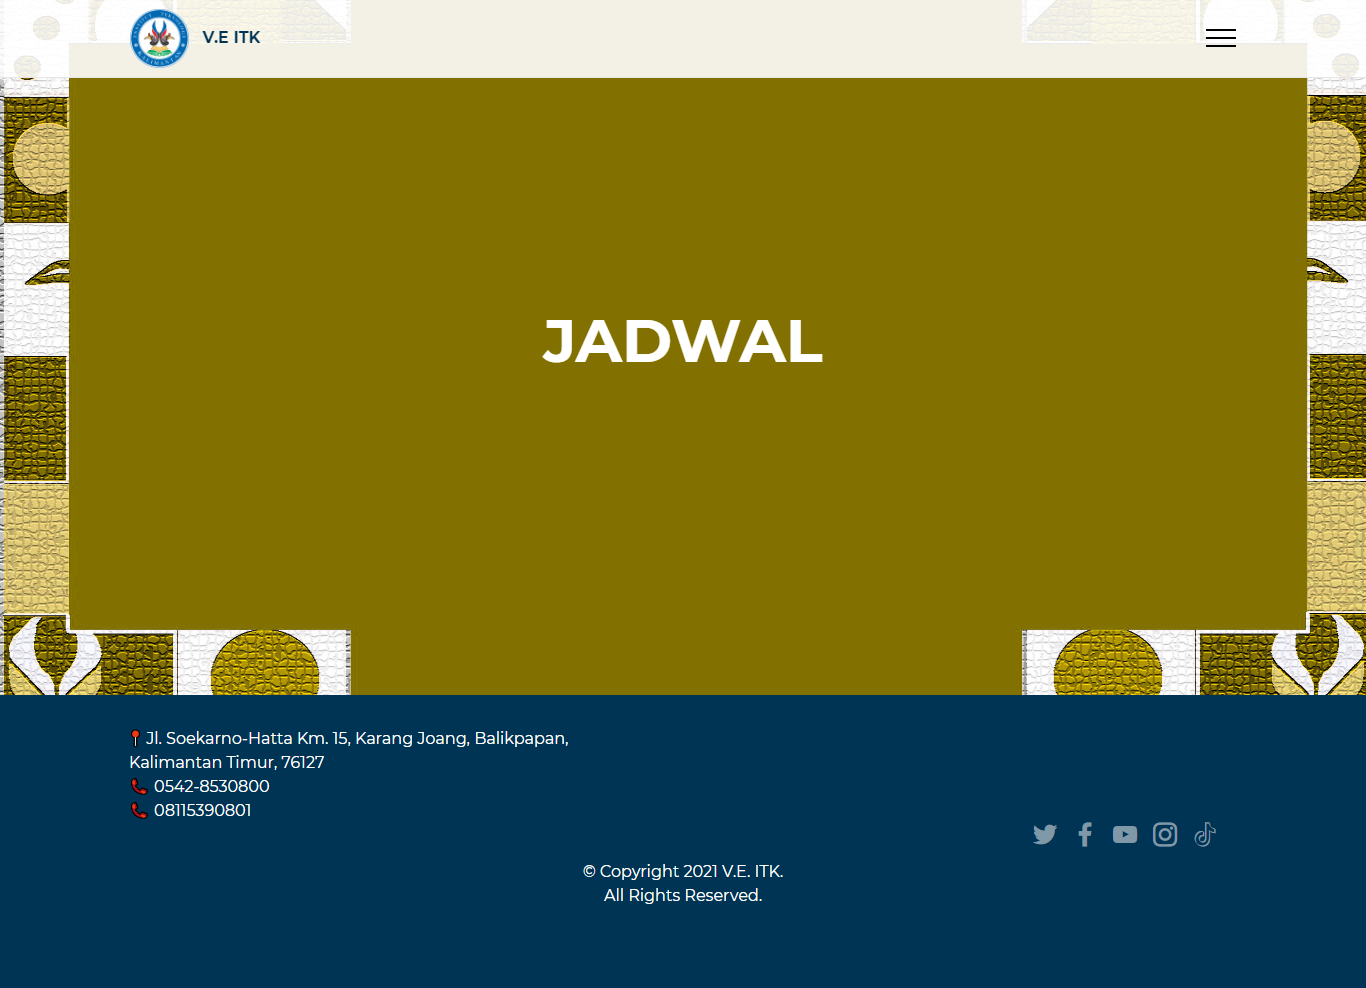 V.E ITK
JADWAL
Jl. Soekarno-Hatta Km. 15, Karang Joang, Balikpapan,
Kalimantan Timur, 76127
0542-8530800
08115390801
© Copyright 2021 V.E. ITK.
All Rights Reserved.